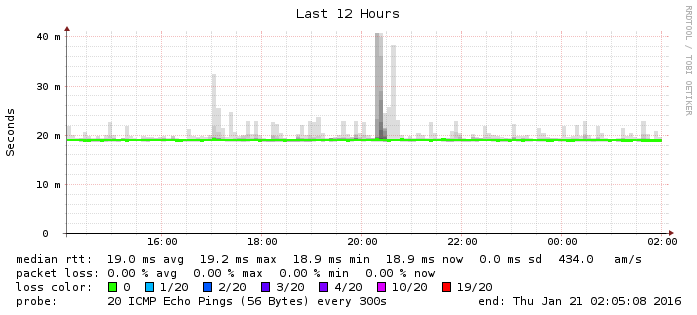 Last 12 Hours
RRDTOOL / TOBI OETIKER
Seconds
40 m
30 m
20 m
10 m
0
16:00 18:00 20:00 22:00 00:00 02:00
median rtt: 19.0 ms avg 19.2 ms max 18.9 ms min 18.9 ms now 0.0 ms sd 434.0 am/s
packet loss: 0.00 % avg 0.00 % max 0.00 % min 0.00 % now
loss color: 0 1/20 2/20 3/20 4/20 10/20 19/20
probe: 20 ICMP Echo Pings (56 Bytes) every 300s end: Thu Jan 21 02:05:08 2016